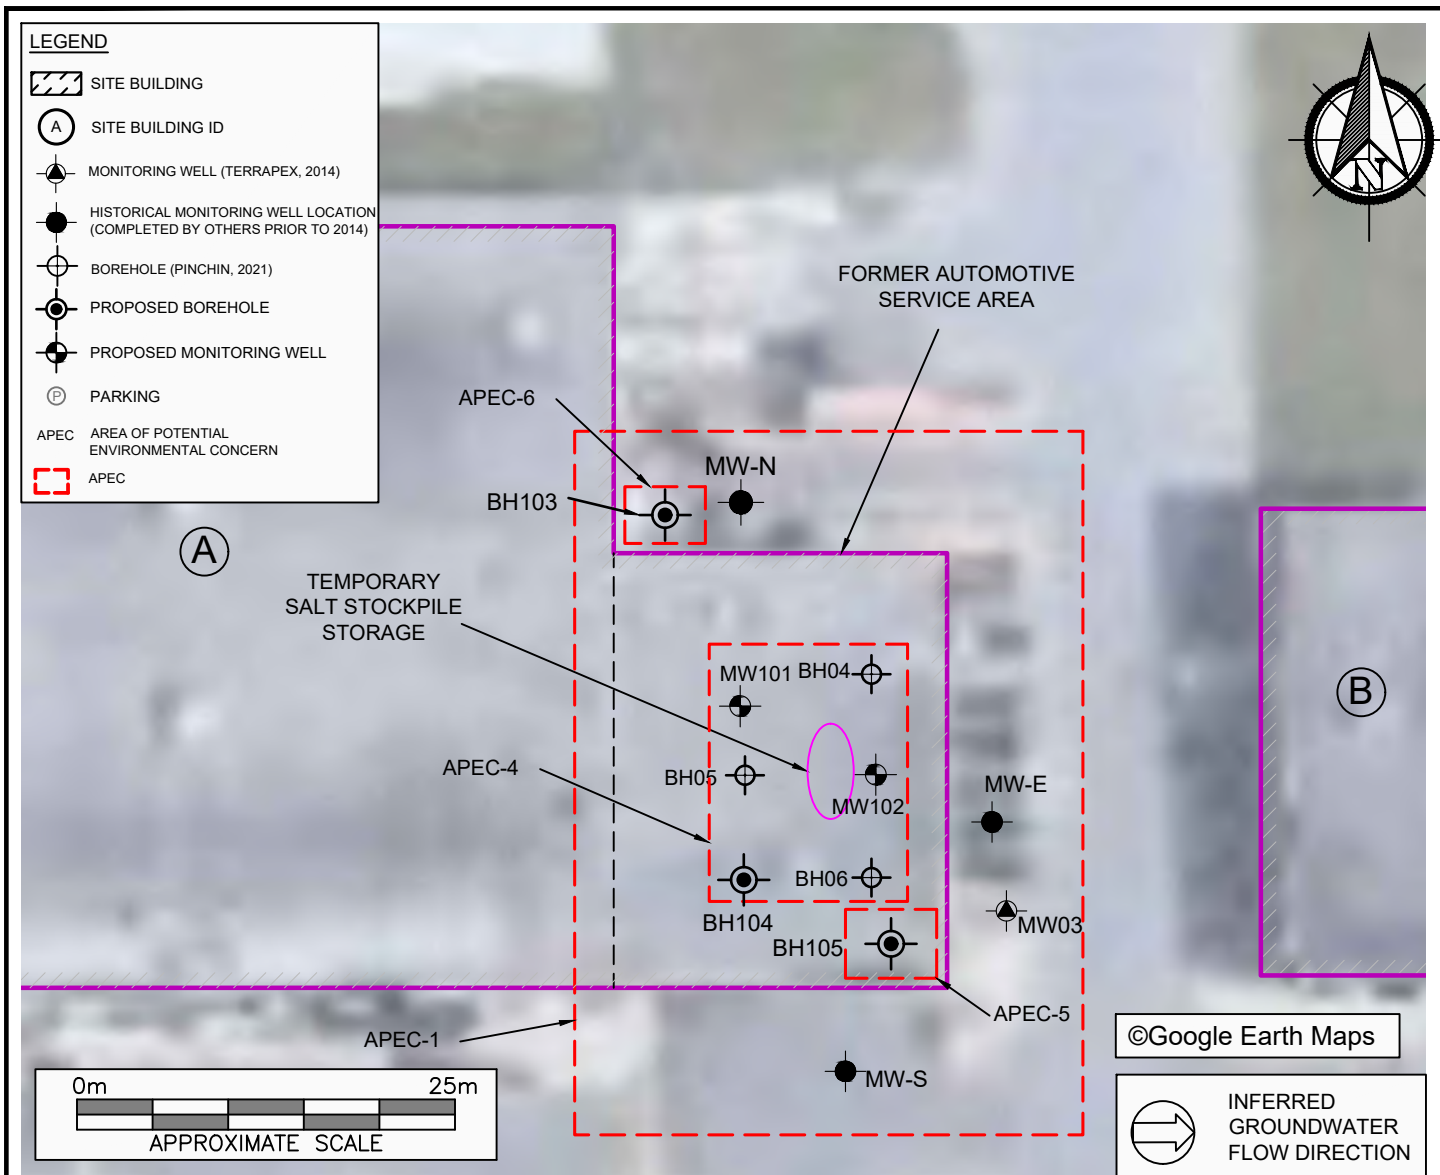 LEGEND
SITE BUILDING
A
SITE BUILDING ID
MONITORING WELL (TERRAPEX, 2014)
HISTORICAL MONITORING WELL LOCATION
(COMPLETED BY OTHERS PRIOR TO 2014)
BOREHOLE (PINCHIN, 2021)
PROPOSED BOREHOLE
PROPOSED MONITORING WELL
P
PARKING
APEC
AREA OF POTENTIAL
ENVIRONMENTAL CONCERN
APEC
N
FORMER AUTOMOTIVE
SERVICE AREA
APEC-6
MW-N
BH103
A
TEMPORARY
SALT STOCKPILE
STORAGE
MW101
BH04
B
APEC-4
BH05
MW102
MW-E
BH06
BH104
MW03
BH105
APEC-5
APEC-1
MW-S
©Google Earth Maps
0m
25m
APPROXIMATE SCALE
INFERRED
GROUNDWATER
FLOW DIRECTION